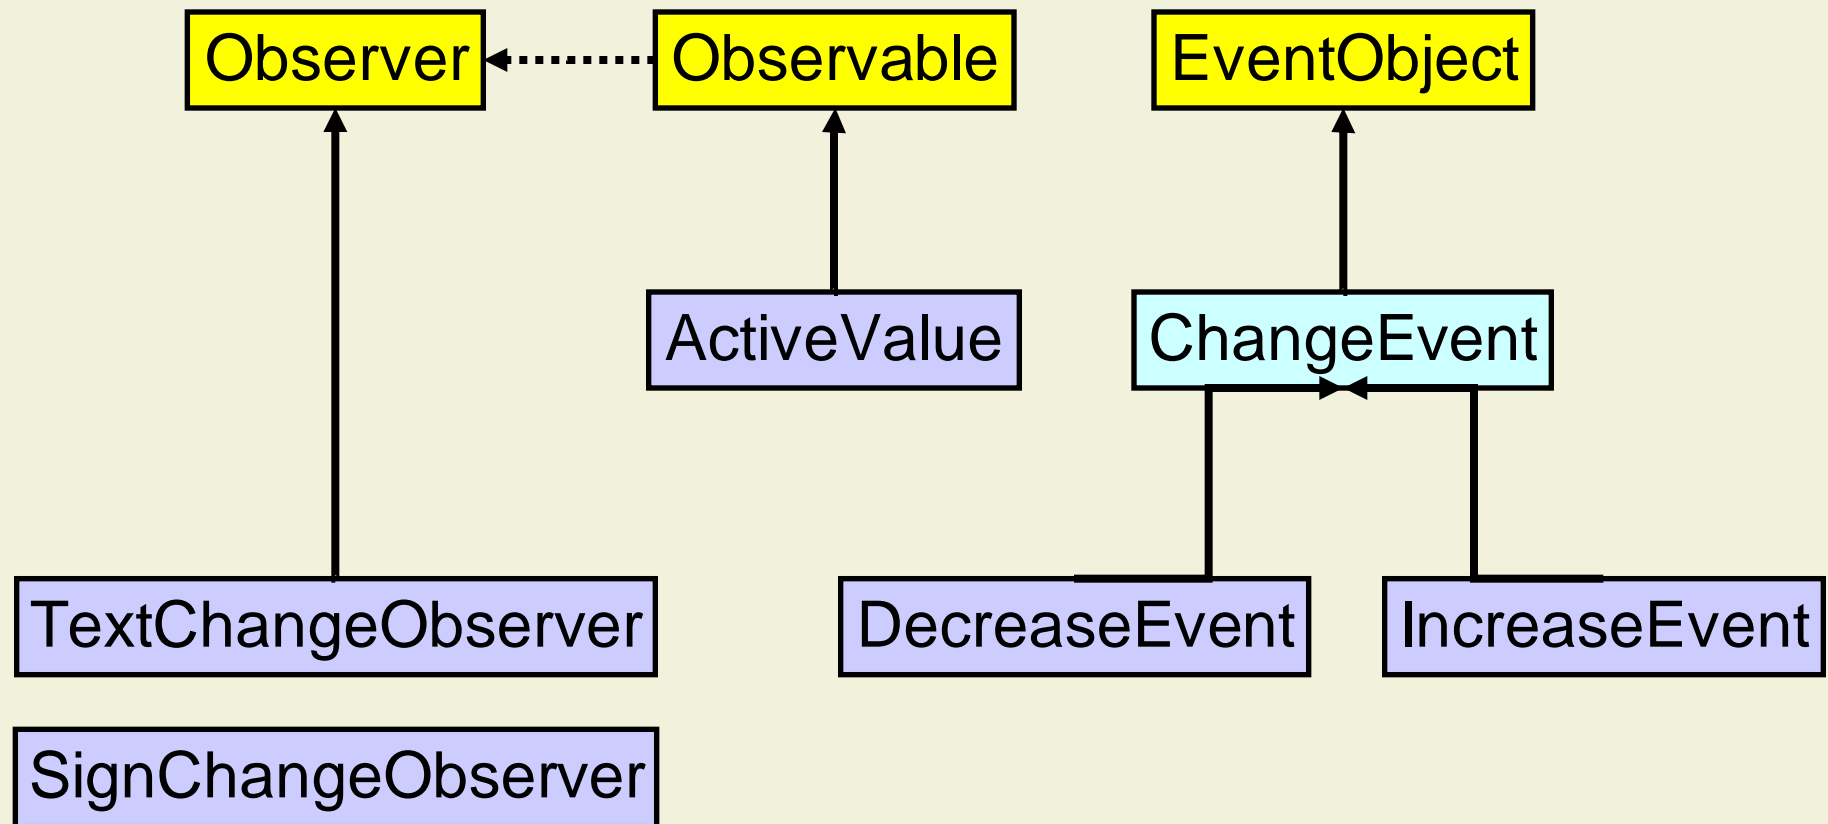 Observer
Observable
EventObject
ActiveValue
ChangeEvent
TextChangeObserver
DecreaseEvent
IncreaseEvent
SignChangeObserver